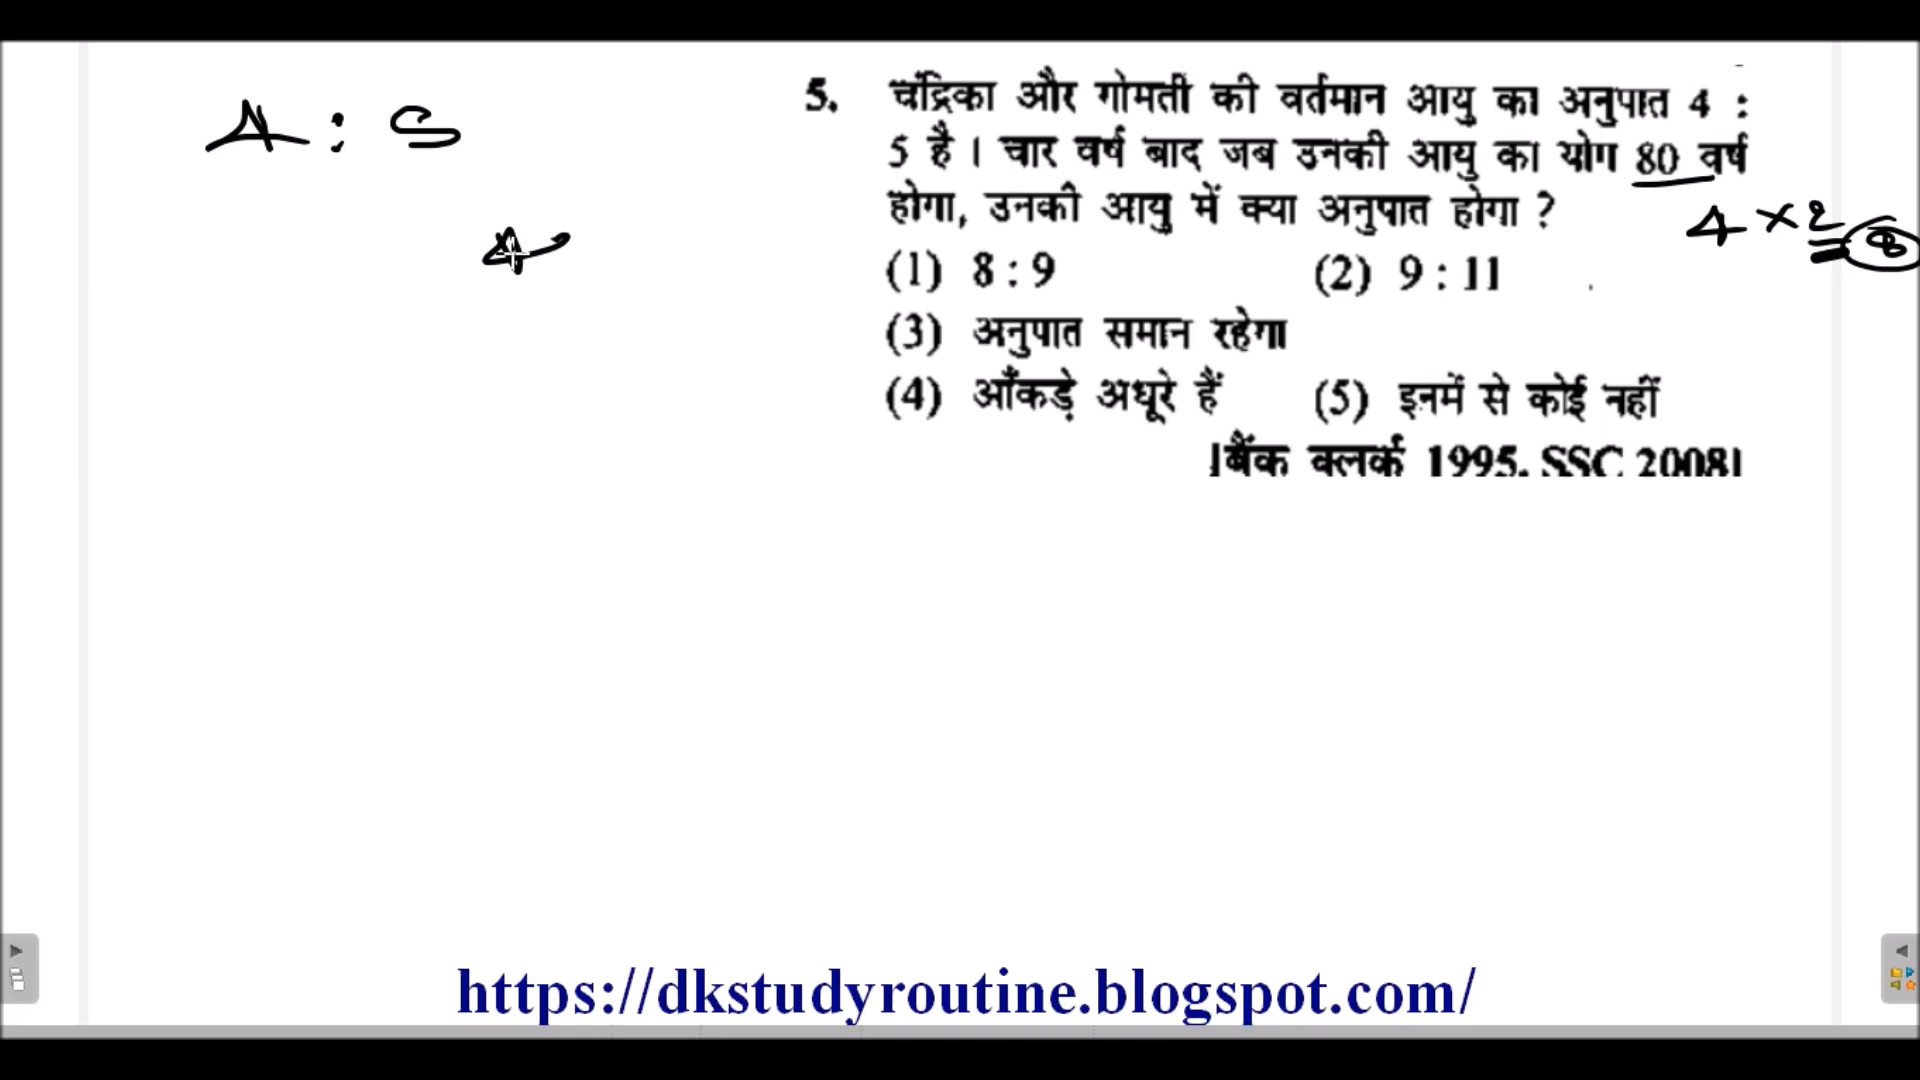 4 : 5
4
5. चंद्रिका और गोमती की वर्तमान आयु का अनुपात 4 :
5 है । चार वर्ष बाद जब उनकी आयु का योग 80 वर्ष
होगा, उनकी आयु में क्या अनुपात होगा ?
4 × 2 = 8
(1) 8 : 9 (2) 9 : 11
(3) अनुपात समान रहेगा
(4) आँकड़े अधूरे हैं (5) इनमें से कोई नहीं
[बैंक क्लर्क 1995, SSC 2008]
https://dkstudyroutine.blogspot.com/